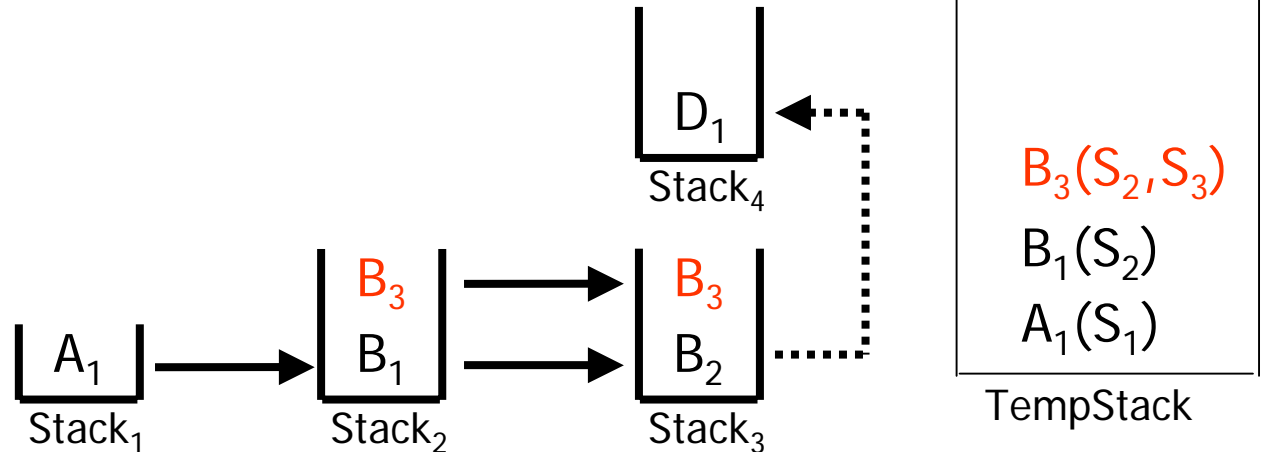 D₁
Stack₄
B₃ B₃
A₁ B₁ B₂
Stack₁ Stack₂ Stack₃
B₃(S₂,S₃)
B₁(S₂)
A₁(S₁)
TempStack